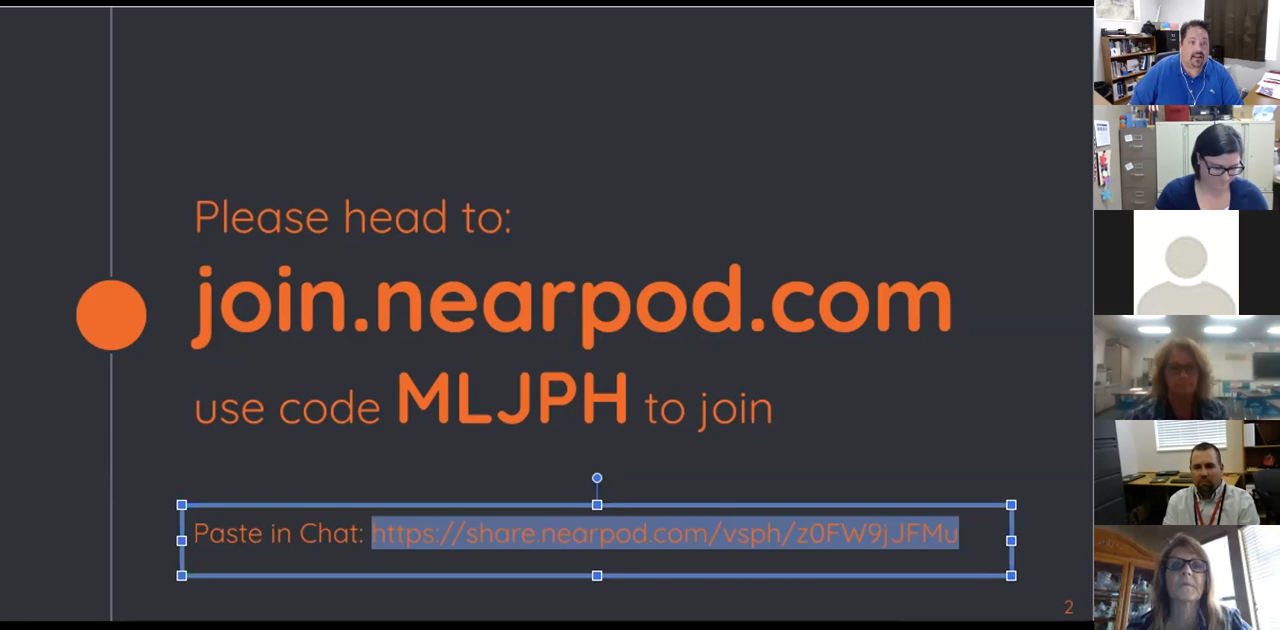 Please head to:
join.nearpod.com
use code MLJPH to join
Paste in Chat: https://share.nearpod.com/vsph/z0FW9jJFMu
2